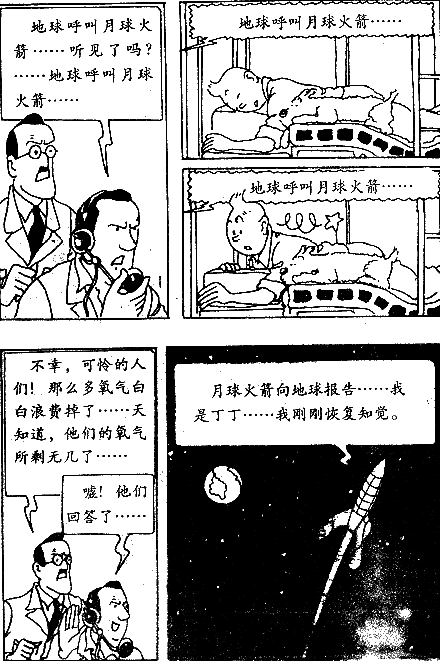 地球呼叫月球火
箭……听见了吗？
……地球呼叫月球
火箭……
地球呼叫月球火箭……
地球呼叫月球火箭……
不幸，可怜的人
们！那么多氧气白
白浪费掉了……天
知道，他们的氧气
所剩无几了……
嘘！他们
回答了……
月球火箭向地球报告……我
是丁丁……我刚刚恢复知觉。